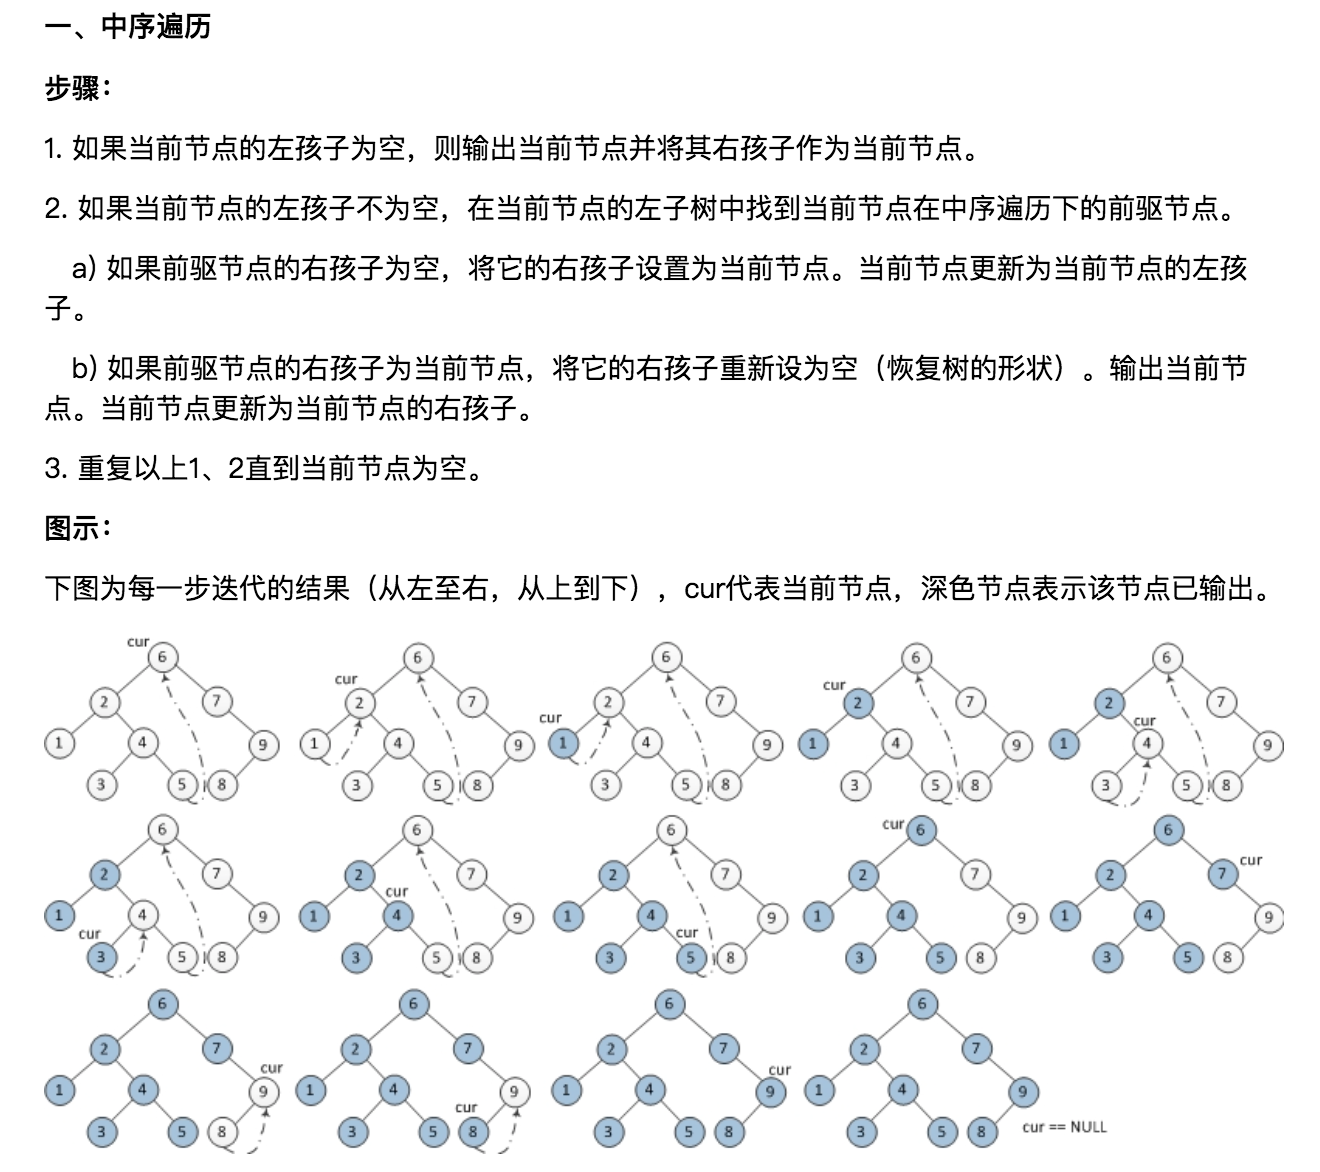 一、中序遍历
步骤：
1. 如果当前节点的左孩子为空，则输出当前节点并将其右孩子作为当前节点。
2. 如果当前节点的左孩子不为空，在当前节点的左子树中找到当前节点在中序遍历下的前驱节点。
a) 如果前驱节点的右孩子为空，将它的右孩子设置为当前节点。当前节点更新为当前节点的左孩
子。
b) 如果前驱节点的右孩子为当前节点，将它的右孩子重新设为空（恢复树的形状）。输出当前节
点。当前节点更新为当前节点的右孩子。
3. 重复以上1、2直到当前节点为空。
图示：
下图为每一步迭代的结果（从左至右，从上到下），cur代表当前节点，深色节点表示该节点已输出。
cur 6 6 6 6 6
2 7 cur 2 7 2 7 cur 2 7 2 7
1 4 9 1 4 9 cur 1 4 9 1 4 9 1 cur 4 9
3 5 8 3 5 8 3 5 8 3 5 8 3 5 8
6 6 6 cur 6 6
2 7 2 7 2 7 2 7 2 7 cur
1 4 9 1 cur 4 9 1 4 9 1 4 9 1 4 9
cur 3 5 8 3 5 8 3 cur 5 8 3 5 8 3 5 8
6 6 6 6
2 7 2 7 2 7 2 7
1 4 cur 9 1 4 9 1 4 cur 9 1 4 9
3 5 8 3 5 cur 8 3 5 8 3 5 8 cur == NULL